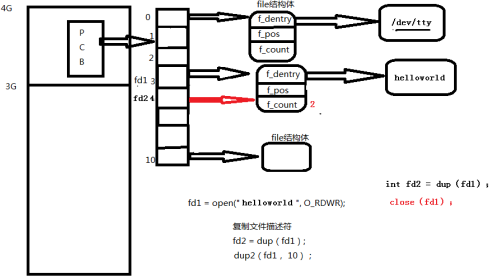 4G
3G
P
C
B
0
1
2
fd1 3
fd2 4
10
file结构体
f_dentry
f_pos
f_count
/dev/tty
f_dentry
f_pos
f_count
2
helloworld
file结构体
fd1 = open(" helloworld ", O_RDWR);
复制文件描述符
fd2 = dup（fd1）;
dup2（fd1， 10）;
int fd2 = dup（fd1）;
close（fd1）;